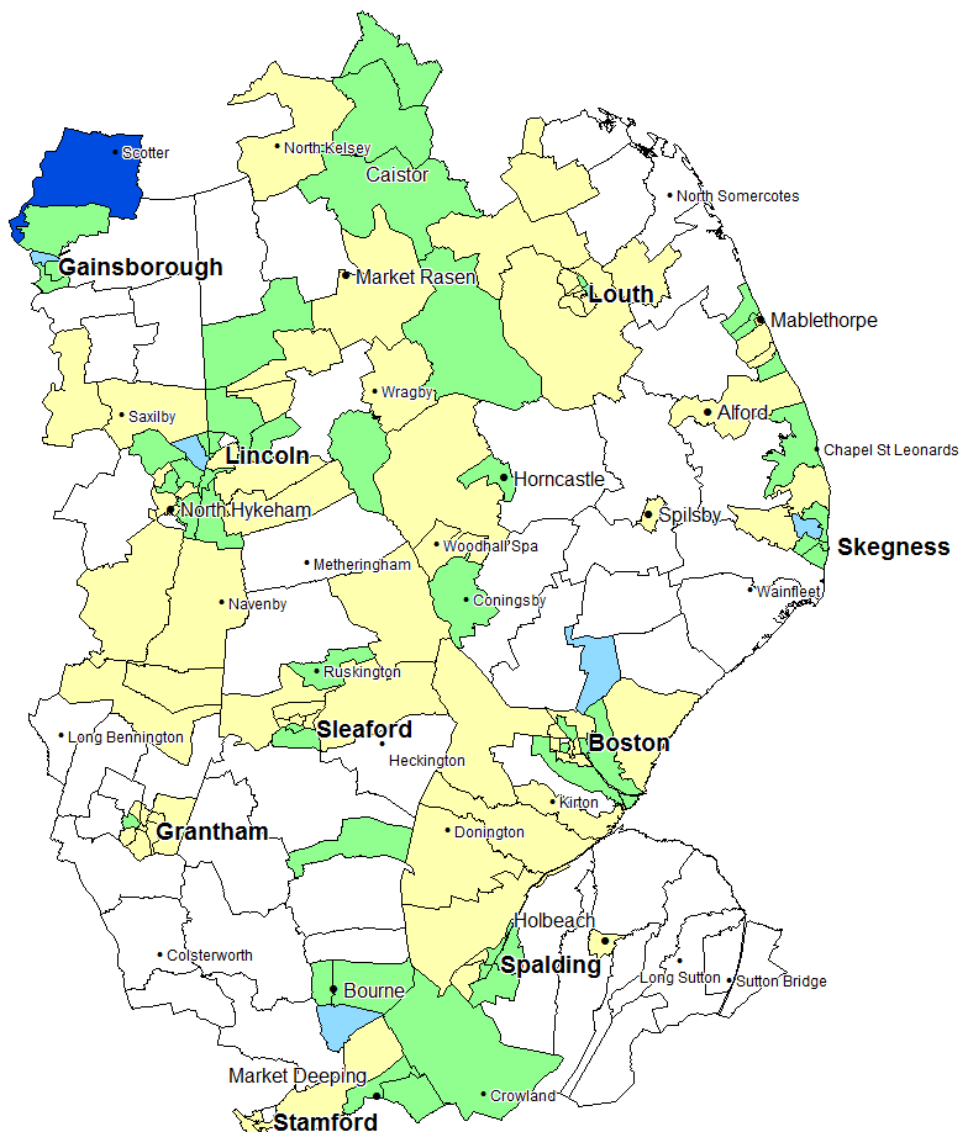 Scotter
North Kelsey
Caistor
North Somercotes
Gainsborough
Market Rasen
Louth
Mablethorpe
Wragby
Saxilby
Alford
Lincoln
Chapel St Leonards
Horncastle
North Hykeham
Spilsby
Woodhall Spa
Skegness
Metheringham
Navenby
Coningsby
Wainfleet
Ruskington
Sleaford
Long Bennington
Boston
Heckington
Kirton
Grantham
Donington
Holbeach
Colsterworth
Spalding
Long Sutton
Sutton Bridge
Bourne
Market Deeping
Crowland
Stamford